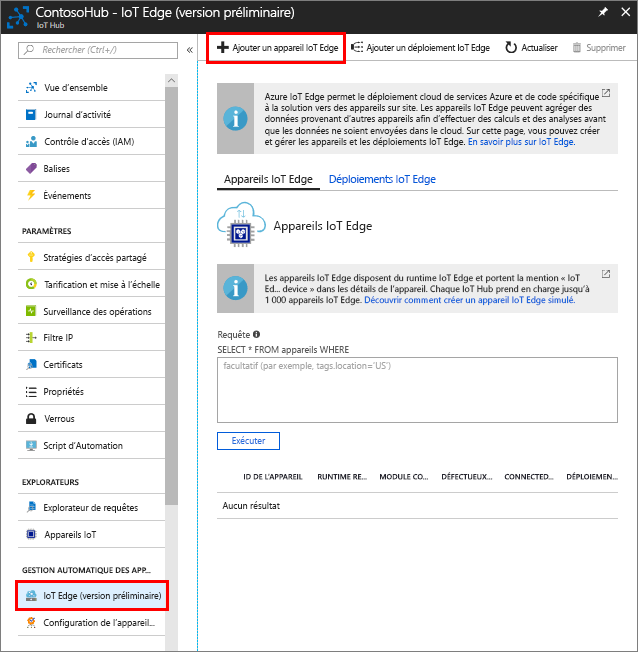 ContosoHub - IoT Edge (version préliminaire)
IoT Hub
Rechercher (Ctrl+/)
Vue d'ensemble
Journal d'activité
Contrôle d'accès (IAM)
Balises
Événements
PARAMÈTRES
Stratégies d'accès partagé
Tarification et mise à l'échelle
Surveillance des opérations
Filtre IP
Certificats
Propriétés
Verrous
Script d'Automation
EXPLORATEURS
Explorateur de requêtes
Appareils IoT
GESTION AUTOMATIQUE DES APP...
IoT Edge (version préliminaire)
Configuration de l'appareil...
Ajouter un appareil IoT Edge
Ajouter un déploiement IoT Edge
Actualiser
Supprimer
Azure IoT Edge permet le déploiement cloud de services Azure et de code spécifique
à la solution vers des appareils sur site. Les appareils IoT Edge peuvent agréger des
données provenant d'autres appareils afin d'effectuer des calculs et des analyses avant
que les données ne soient envoyées dans le cloud. Sur cette page, vous pouvez créer
et gérer les appareils et les déploiements IoT Edge. En savoir plus sur IoT Edge.
Appareils IoT Edge
Déploiements IoT Edge
Appareils IoT Edge
Les appareils IoT Edge disposent du runtime IoT Edge et portent la mention « IoT
Ed... device » dans les détails de l'appareil. Chaque IoT Hub prend en charge jusqu'à
1 000 appareils IoT Edge. Découvrir comment créer un appareil IoT Edge simulé.
Requête
SELECT * FROM appareils WHERE
facultatif (par exemple, tags.location='US')
Exécuter
ID DE L'APPAREIL RUNTIME RE... MODULE CO... DÉFECTUEUX... CONNECTED... DÉPLOIEMEN...
Aucun résultat